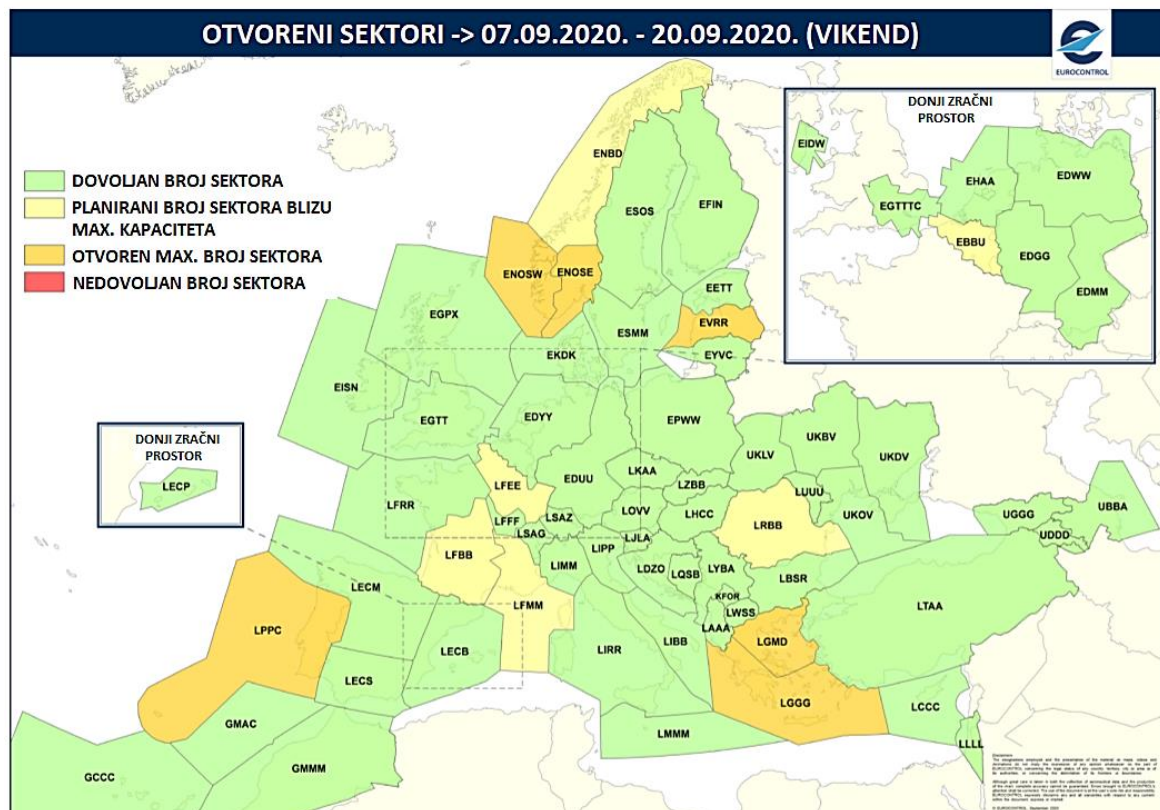 OTVORENI SEKTORI -> 07.09.2020. - 20.09.2020. (VIKEND)
EUROCONTROL
DOVOLJAN BROJ SEKTORA
PLANIRANI BROJ SEKTORA BLIZU
MAX. KAPACITETA
OTVOREN MAX. BROJ SEKTORA
NEDOVOLJAN BROJ SEKTORA
DONJI ZRAČNI
PROSTOR
EIDW
EGTTTC
EHAA
EDWW
EBBU
EDGG
EDMM
DONJI ZRAČNI
PROSTOR
LECP
ENBD
ESOS
EFIN
ENOSW
ENOSE
EETT
EVRR
EGPX
ESMM
EYVC
EKDK
EISN
EGTT
EDYY
EPWW
UKLV
UKBV
UKDV
LFEE
EDUU
LKAA
LZBB
LFRR
LFFF
LSAZ
LOVV
LHCC
LUUU
UKOV
LSAG
LRBB
UGGG
UBBA
UDDD
LFBB
LIMM
LIPP
LJLA
LDZO
LQSB
LYBA
LBSR
LECM
LFMM
KFOR
LWSS
LAAA
LTAA
LPPC
LECB
LIRR
LIBB
LGMD
LECS
LGGG
LCCC
GMAC
LMMM
LLLL
GCCC
GMMM